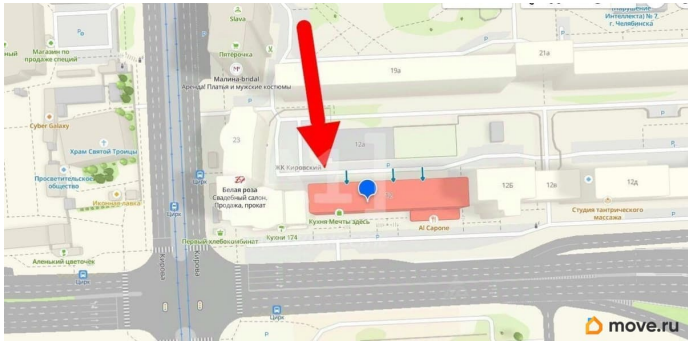 Slava
Магазин по
продаже специй
Пятёрочка
Малина-bridal
Аренда! Платья и мужские костюмы
Интеллекта) № 7
г. Челябинска
21а
19а
Cyber Galaxy
Храм Святой Троицы
Просветительское
общество
Иконная лавка
Аленький цветочек
Цирк
Цирк
Кирова
Кирова
23
12а
ЖК Кировский
Белая роза
Свадебный салон.
Продажа, прокат
Кухня Мечты здесь
Кухни 174
Первый хлебокомбинат
Al Capone
12Б
12в
12д
Студия тантрического
массажа
Цирк
move.ru